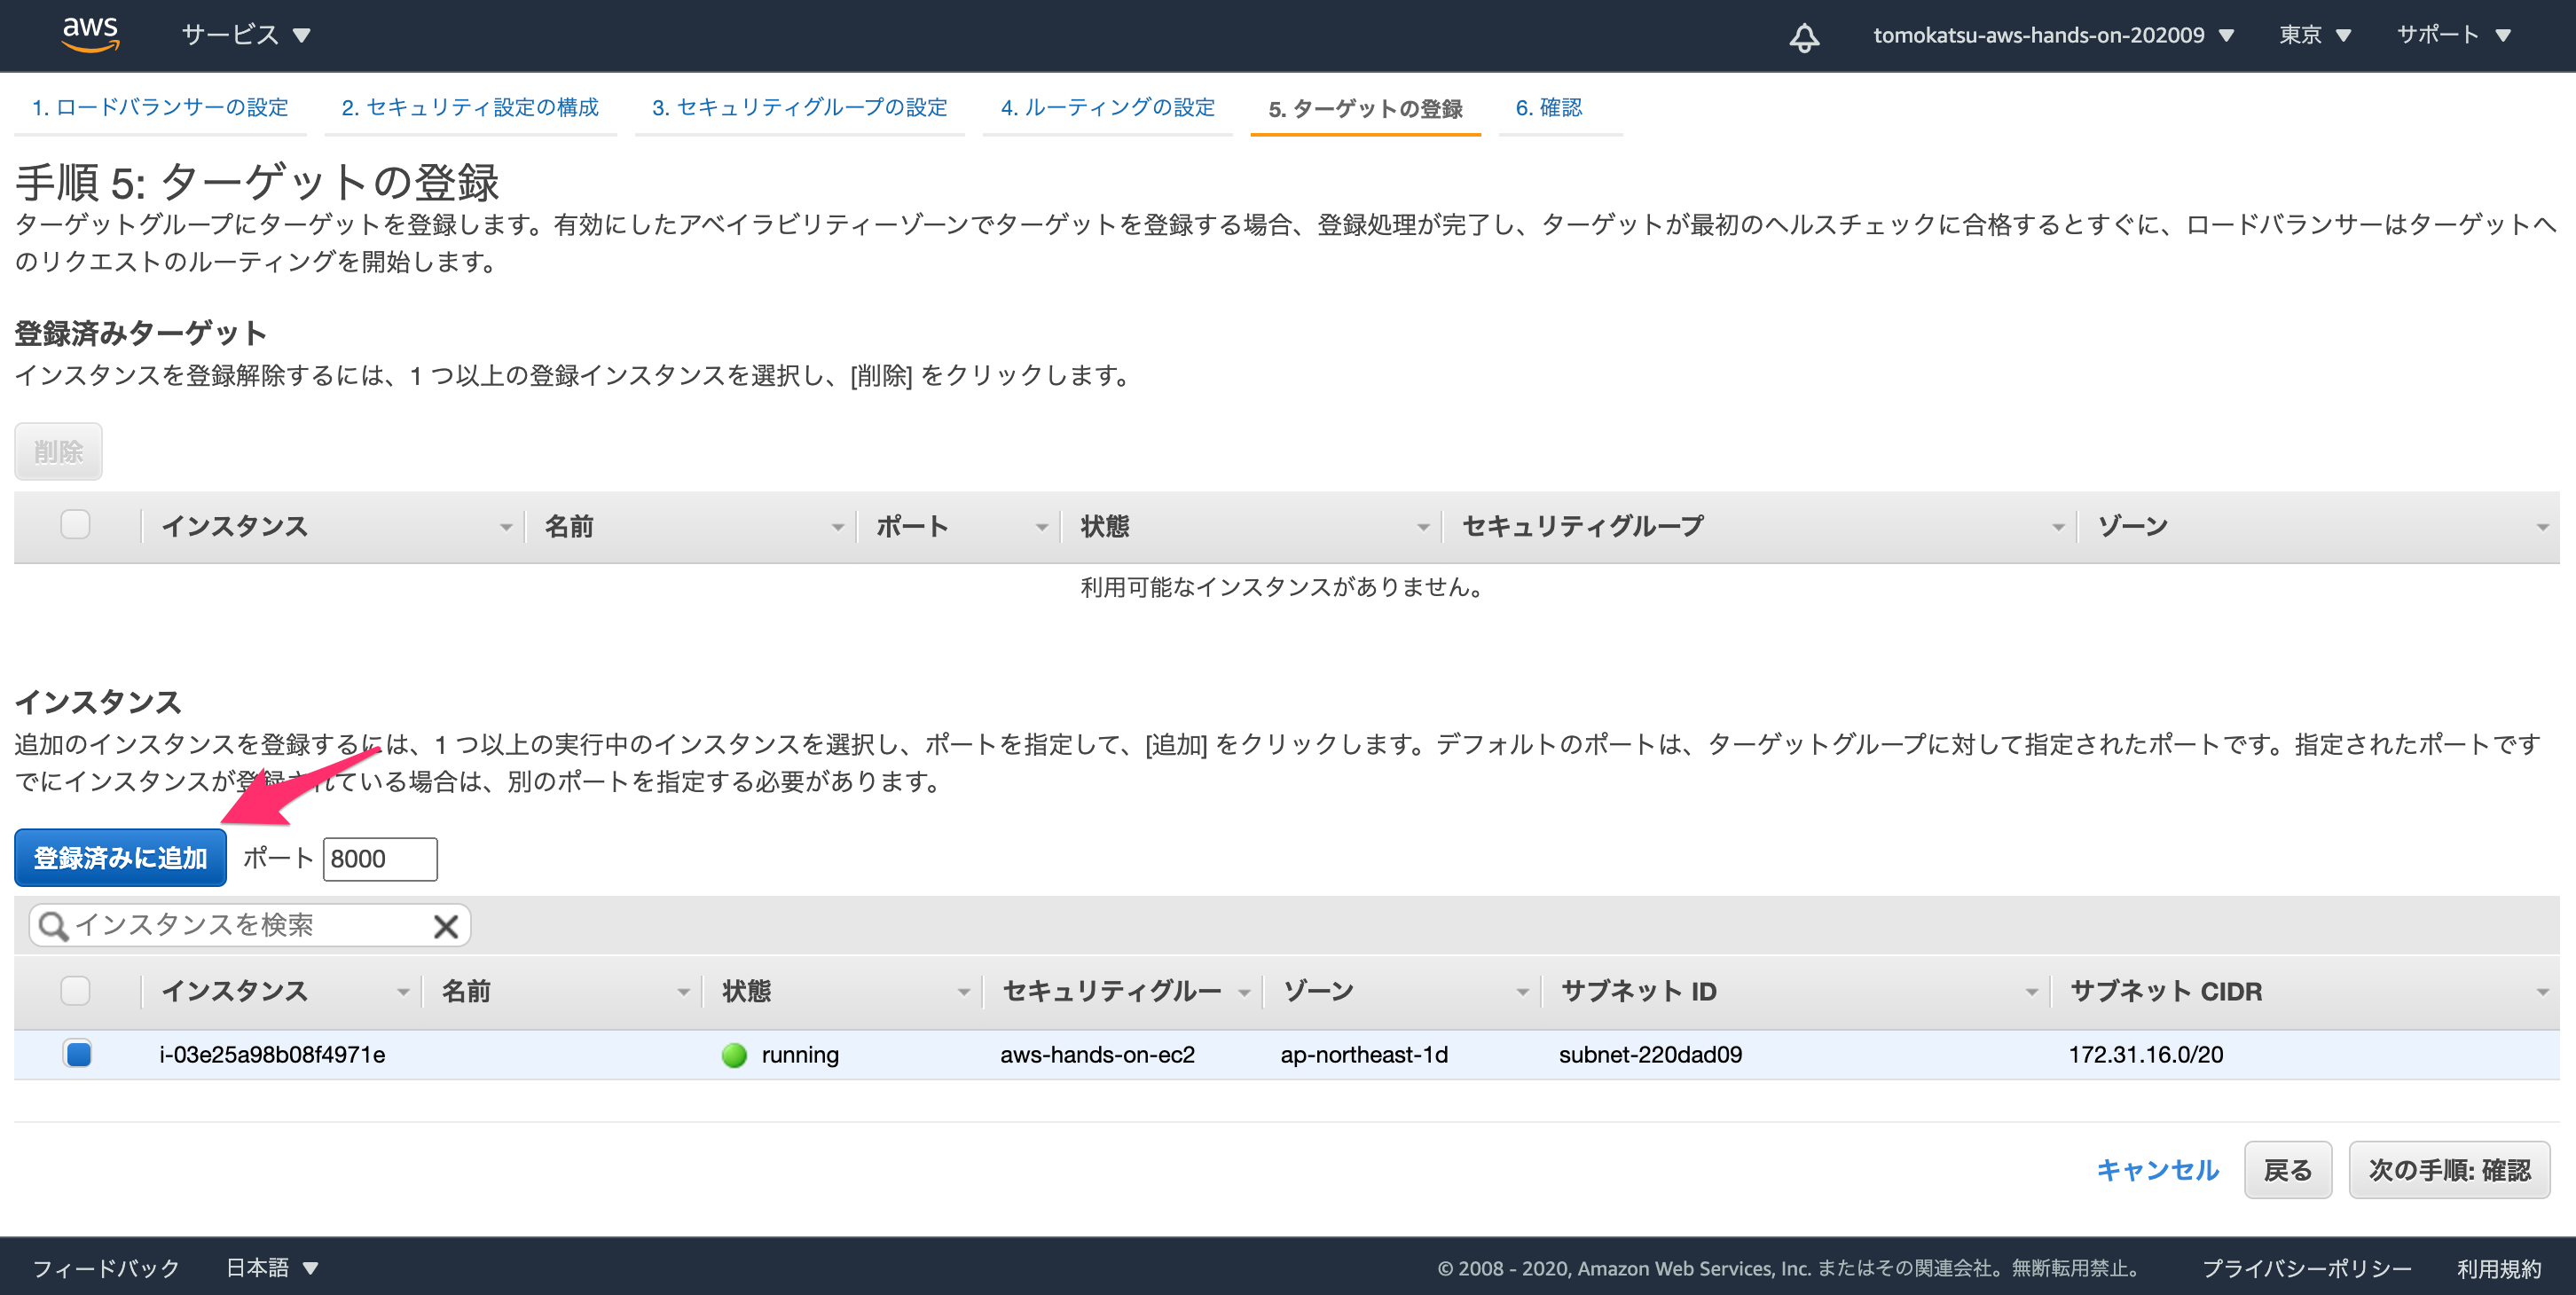 aws サービス tomokatsu-aws-hands-on-202009 東京 サポート
1. ロードバランサーの設定 2. セキュリティ設定の構成 3. セキュリティグループの設定 4. ルーティングの設定 5. ターゲットの登録 6. 確認
手順 5: ターゲットの登録
ターゲットグループにターゲットを登録します。有効にしたアベイラビリティーゾーンでターゲットを登録する場合、登録処理が完了し、ターゲットが最初のヘルスチェックに合格するとすぐに、ロードバランサーはターゲットへ
のリクエストのルーティングを開始します。
登録済みターゲット
インスタンスを登録解除するには、1 つ以上の登録インスタンスを選択し、[削除] をクリックします。
削除
インスタンス 名前 ポート 状態 セキュリティグループ ゾーン
利用可能なインスタンスがありません。
インスタンス
追加のインスタンスを登録するには、1 つ以上の実行中のインスタンスを選択し、ポートを指定して、[追加] をクリックします。デフォルトのポートは、ターゲットグループに対して指定されたポートです。指定されたポートです
でにインスタンスが登録されている場合は、別のポートを指定する必要があります。
登録済みに追加 ポート 8000
インスタンスを検索
インスタンス 名前 状態 セキュリティグルー ゾーン サブネット ID サブネット CIDR
i-03e25a98b08f4971e running aws-hands-on-ec2 ap-northeast-1d subnet-220dad09 172.31.16.0/20
キャンセル 戻る 次の手順: 確認
フィードバック 日本語 © 2008 - 2020, Amazon Web Services, Inc. またはその関連会社。無断転用禁止。 プライバシーポリシー 利用規約